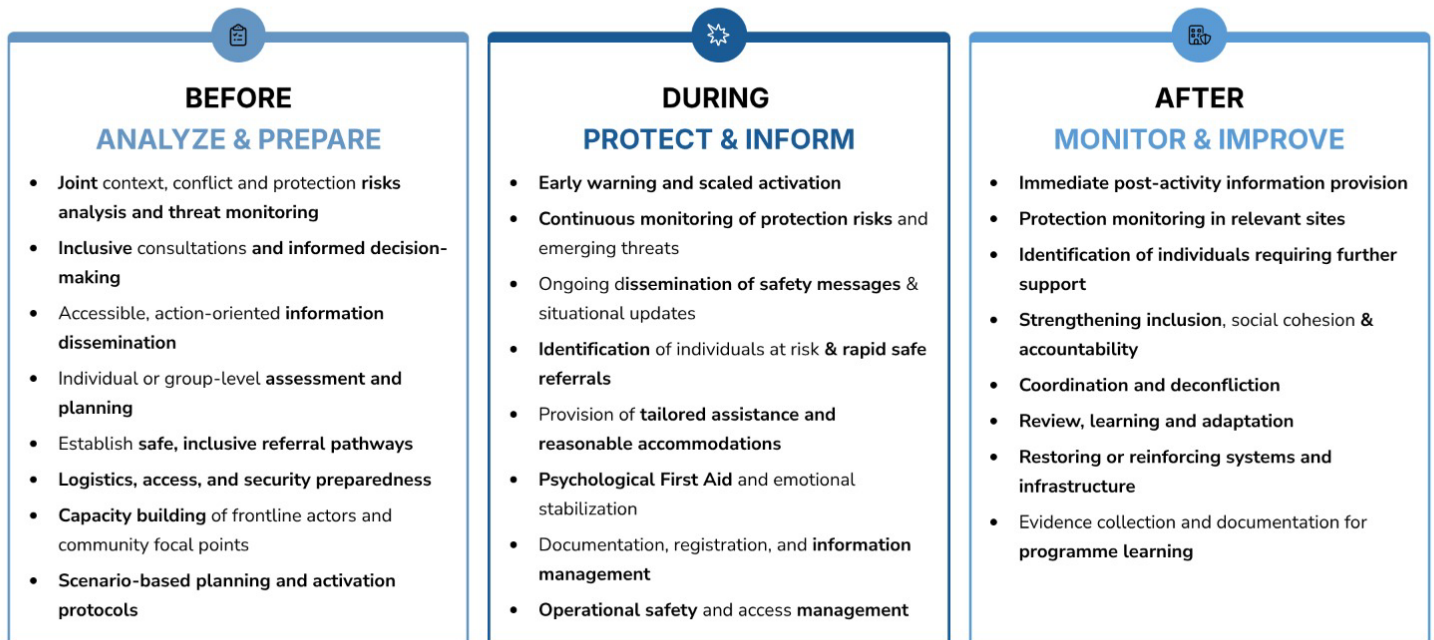 BEFORE
ANALYZE & PREPARE
• Joint context, conflict and protection risks
analysis and threat monitoring
• Inclusive consultations and informed decision-
making
• Accessible, action-oriented information
dissemination
• Individual or group-level assessment and
planning
• Establish safe, inclusive referral pathways
• Logistics, access, and security preparedness
• Capacity building of frontline actors and
community focal points
• Scenario-based planning and activation
protocols
DURING
PROTECT & INFORM
• Early warning and scaled activation
• Continuous monitoring of protection risks and
emerging threats
• Ongoing dissemination of safety messages &
situational updates
• Identification of individuals at risk & rapid safe
referrals
• Provision of tailored assistance and
reasonable accommodations
• Psychological First Aid and emotional
stabilization
• Documentation, registration, and information
management
• Operational safety and access management
AFTER
MONITOR & IMPROVE
• Immediate post-activity information provision
• Protection monitoring in relevant sites
• Identification of individuals requiring further
support
• Strengthening inclusion, social cohesion &
accountability
• Coordination and deconfliction
• Review, learning and adaptation
• Restoring or reinforcing systems and
infrastructure
• Evidence collection and documentation for
programme learning